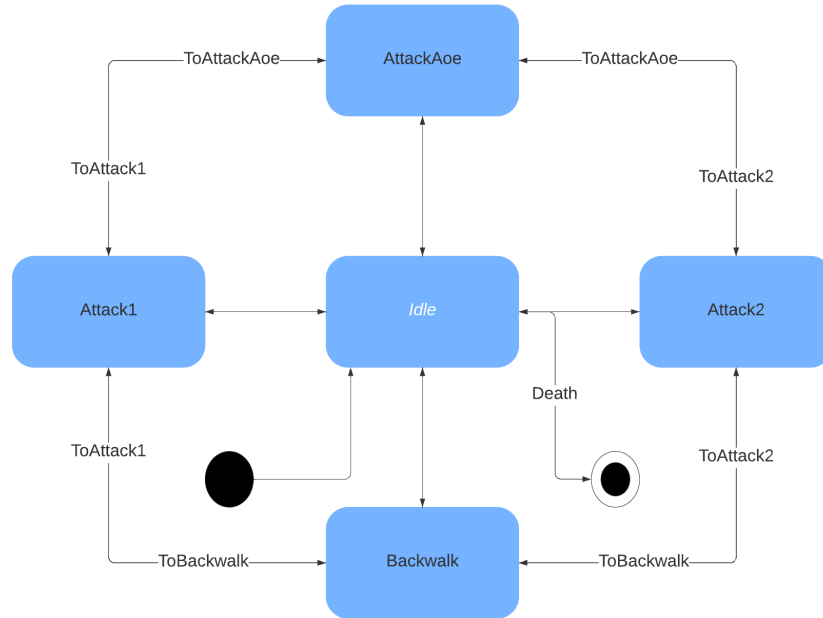 ToAttackAoe
AttackAoe
ToAttackAoe
ToAttack1
ToAttack2
Attack1
Idle
Attack2
Death
ToAttack1
ToAttack2
ToBackwalk
Backwalk
ToBackwalk